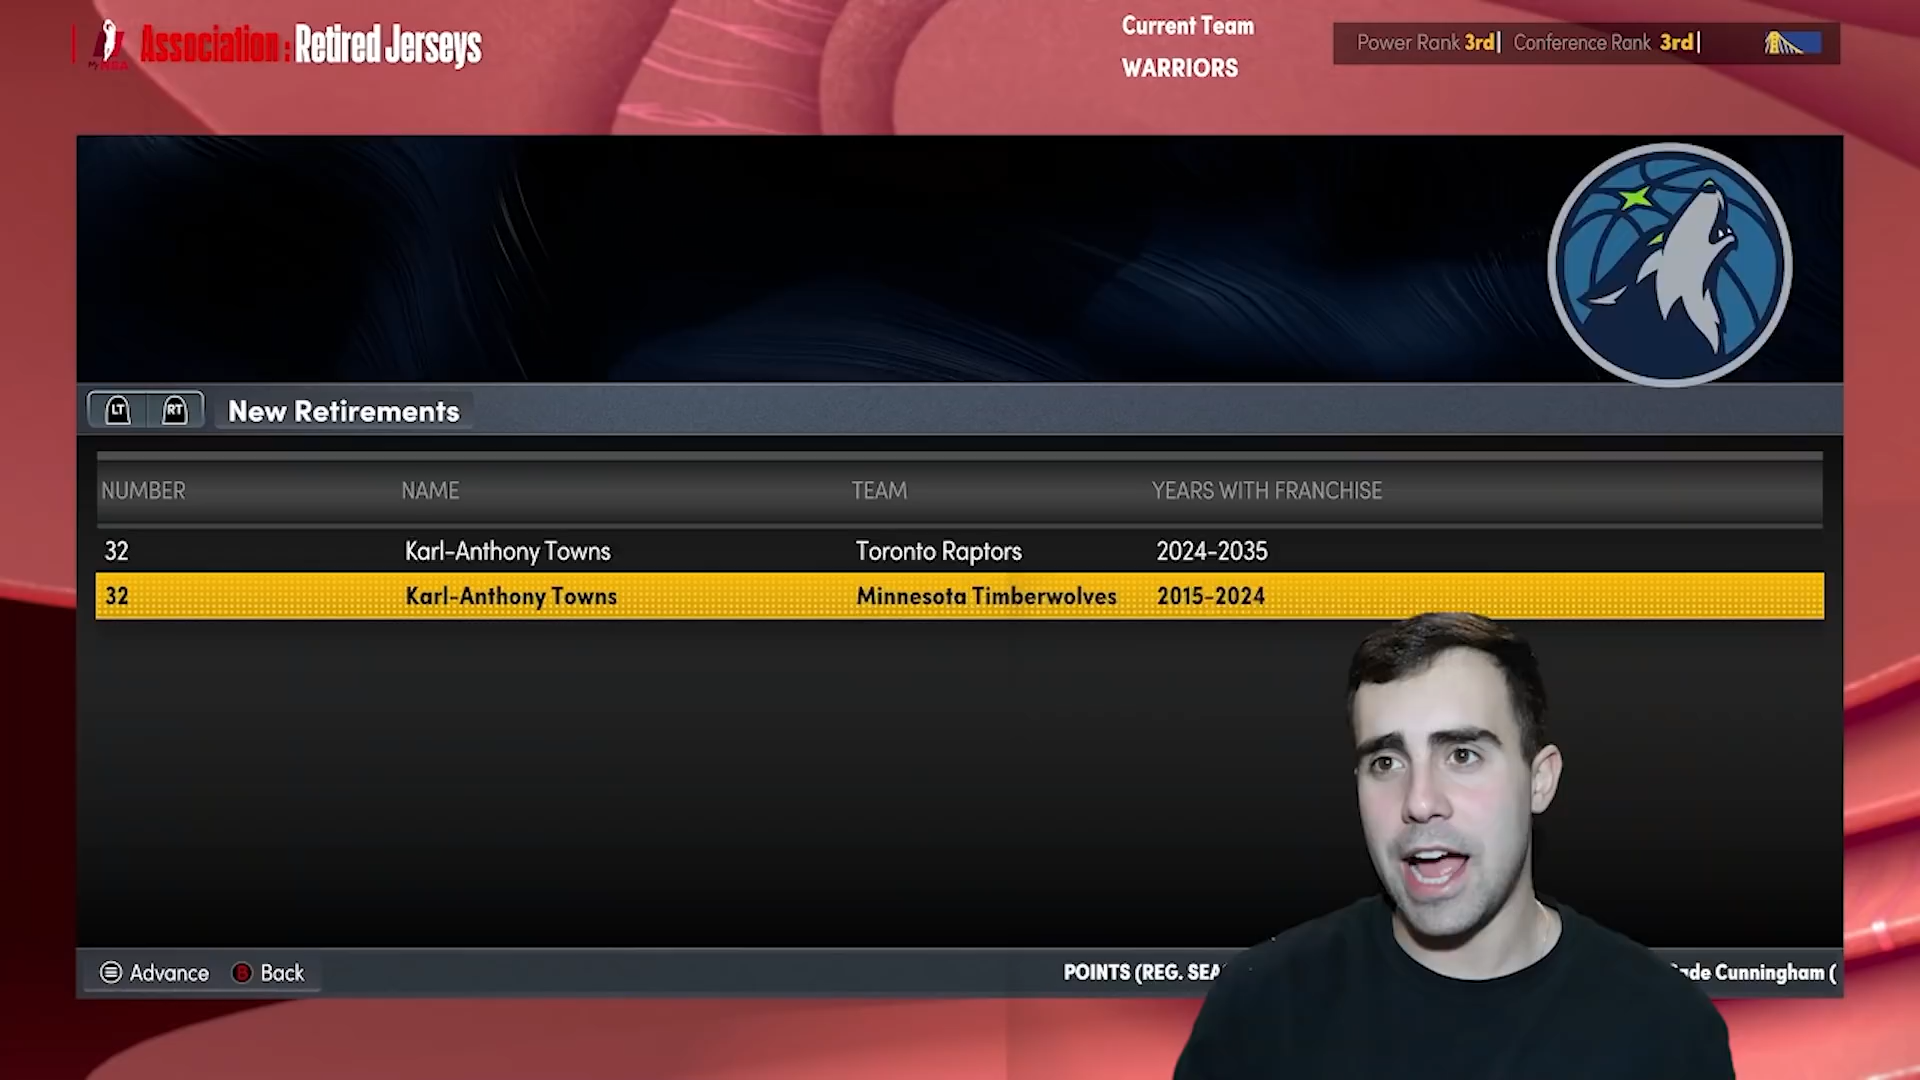 Association : Retired Jerseys
Current Team
WARRIORS
Power Rank 3rd| Conference Rank 3rd|
LT RT New Retirements
NUMBER NAME TEAM YEARS WITH FRANCHISE
32 Karl-Anthony Towns Toronto Raptors 2024-2035
32 Karl-Anthony Towns Minnesota Timberwolves 2015-2024
Advance B Back
POINTS (REG. Cunningham (